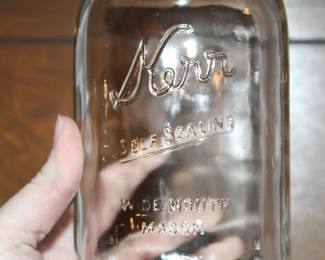 Kerr
SELF SEALING
WIDE MOUTH
MASON